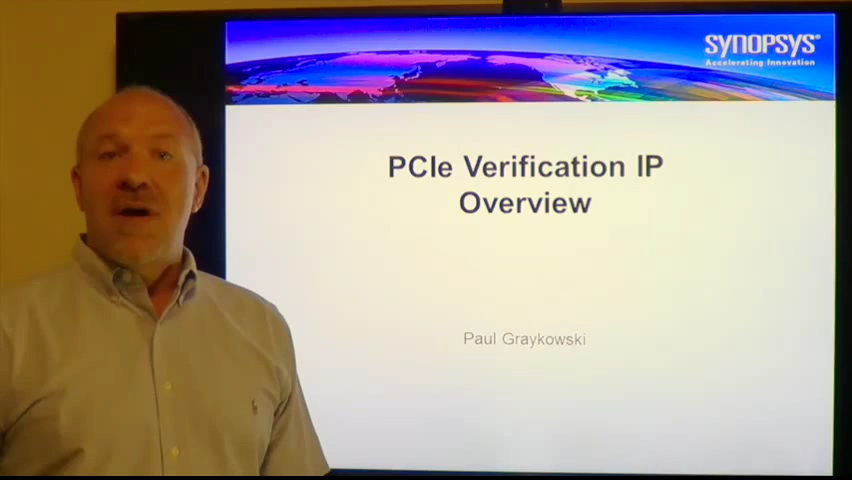 SYNOPSYS®
Accelerating Innovation
PCIe Verification IP
Overview
Paul Graykowski